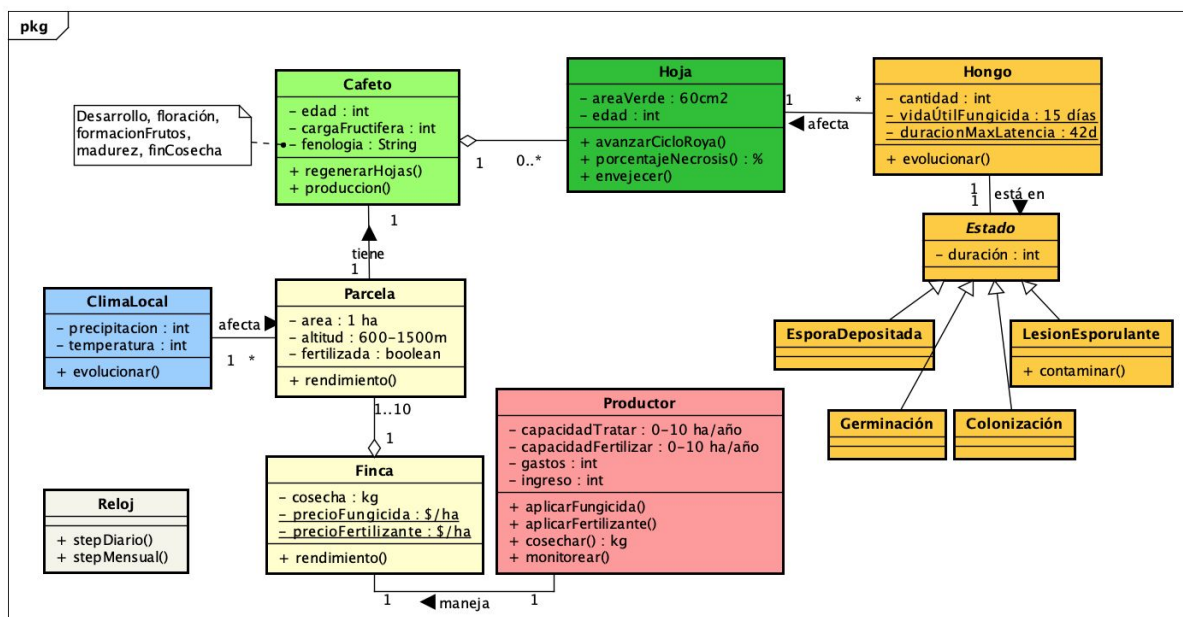 pkg
Desarrollo, floración,
formacionFrutos,
madurez, finCosecha
Cafeto
– edad : int
– cargaFructifera : int
– fenologia : String
+ regenerarHojas()
+ produccion()
1
0..*
Hoja
– areaVerde : 60cm2
– edad : int
+ avanzarCicloRoya()
+ porcentajeNecrosis() : %
+ envejecer()
1
*
afecta
Hongo
– cantidad : int
– vidaÚtilFungicida : 15 días
– duracionMaxLatencia : 42d
+ evolucionar()
1
1
está en
Estado
– duración : int
EsporaDepositada
LesionEsporulante
+ contaminar()
Germinación
Colonización
1
tiene
1
ClimaLocal
– precipitacion : int
– temperatura : int
+ evolucionar()
afecta
1
*
Parcela
– area : 1 ha
– altitud : 600–1500m
– fertilizada : boolean
+ rendimiento()
1..10
1
Finca
– cosecha : kg
– precioFungicida : $/ha
– precioFertilizante : $/ha
+ rendimiento()
Productor
– capacidadTratar : 0–10 ha/año
– capacidadFertilizar : 0–10 ha/año
– gastos : int
– ingreso : int
+ aplicarFungicida()
+ aplicarFertilizante()
+ cosechar() : kg
+ monitorear()
Reloj
+ stepDiario()
+ stepMensual()
1
maneja
1